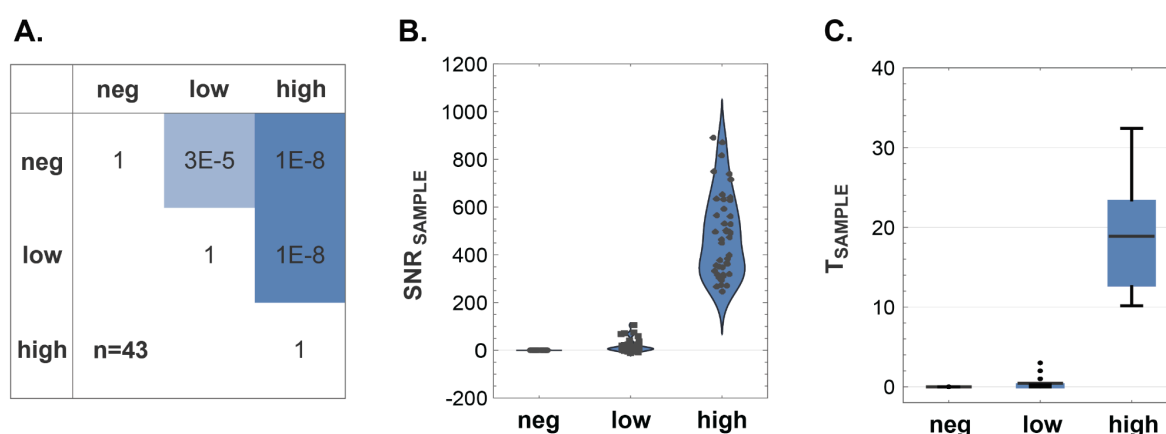 A.
neg low high
neg 1 3E-5 1E-8
low 1 1E-8
high n=43 1
B.
SNR SAMPLE
1200
1000
800
600
400
200
0
-200
neg low high
C.
T SAMPLE
40
30
20
10
0
neg low high